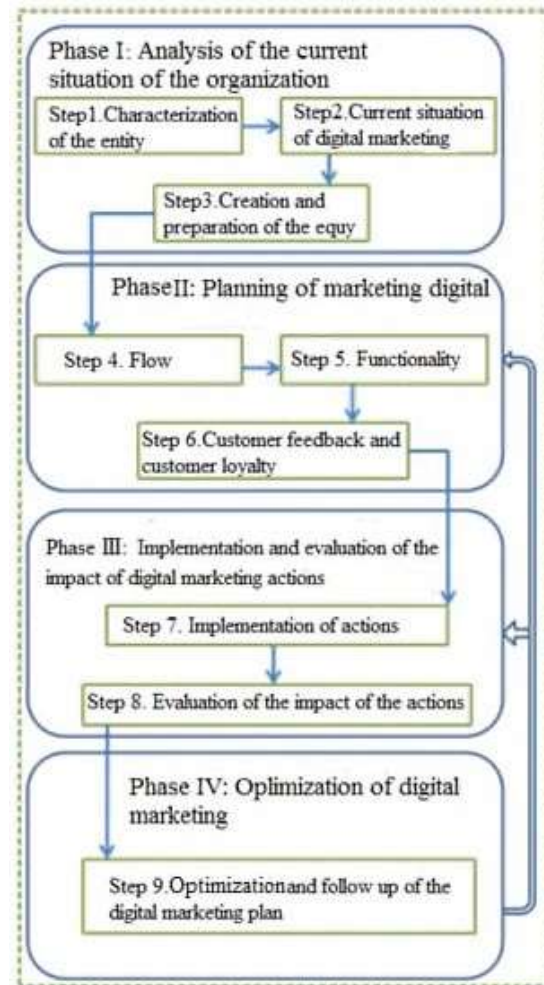 Phase I: Analysis of the current
situation of the organization
Step1.Characterization
of the entity
Step2.Current situation
of digital marketing
Step3.Creation and
preparation of the equy
PhaseII: Planning of marketing digital
Step 4. Flow
Step 5. Functionality
Step 6.Customer feedback and
customer loyalty
Phase III: Implementation and evaluation of the
impact of digital marketing actions
Step 7. Implementation of actions
Step 8. Evaluation of the impact of the actions
Phase IV: Optimization of digital
marketing
Step 9.Optimization and follow up of the
digital marketing plan